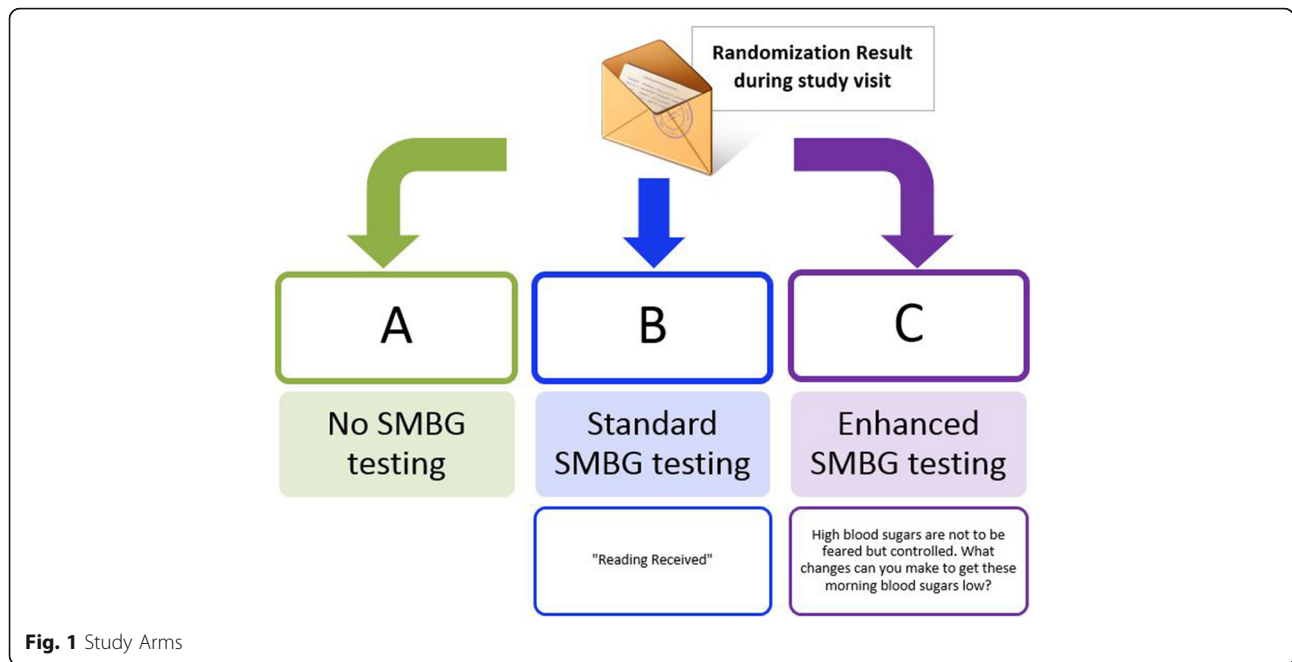 Randomization Result
during study visit
A
B
C
No SMBG
testing
Standard
SMBG testing
Enhanced
SMBG testing
"Reading Received"
High blood sugars are not to be
feared but controlled. What
changes can you make to get these
morning blood sugars low?
Fig. 1 Study Arms